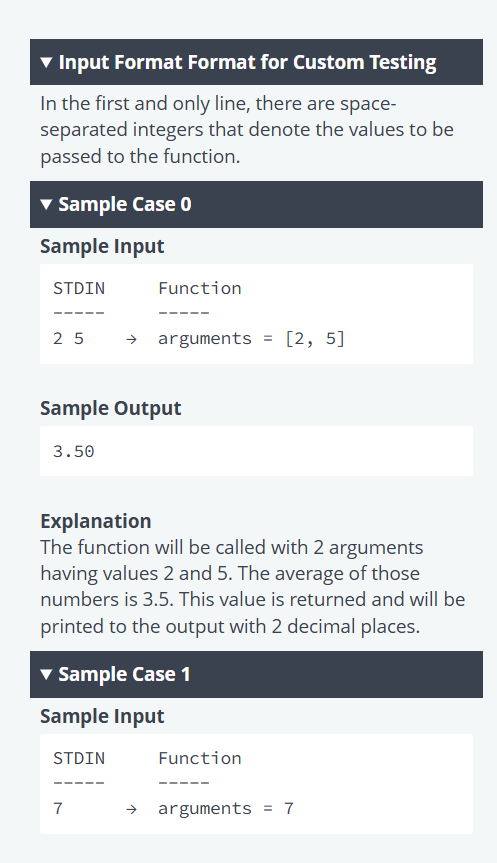 ▼ Input Format Format for Custom Testing
In the first and only line, there are space-
separated integers that denote the values to be
passed to the function.
▼ Sample Case 0
Sample Input
STDIN Function
----- -----
2 5 → arguments = [2, 5]
Sample Output
3.50
Explanation
The function will be called with 2 arguments
having values 2 and 5. The average of those
numbers is 3.5. This value is returned and will be
printed to the output with 2 decimal places.
▼ Sample Case 1
Sample Input
STDIN Function
----- -----
7 → arguments = 7